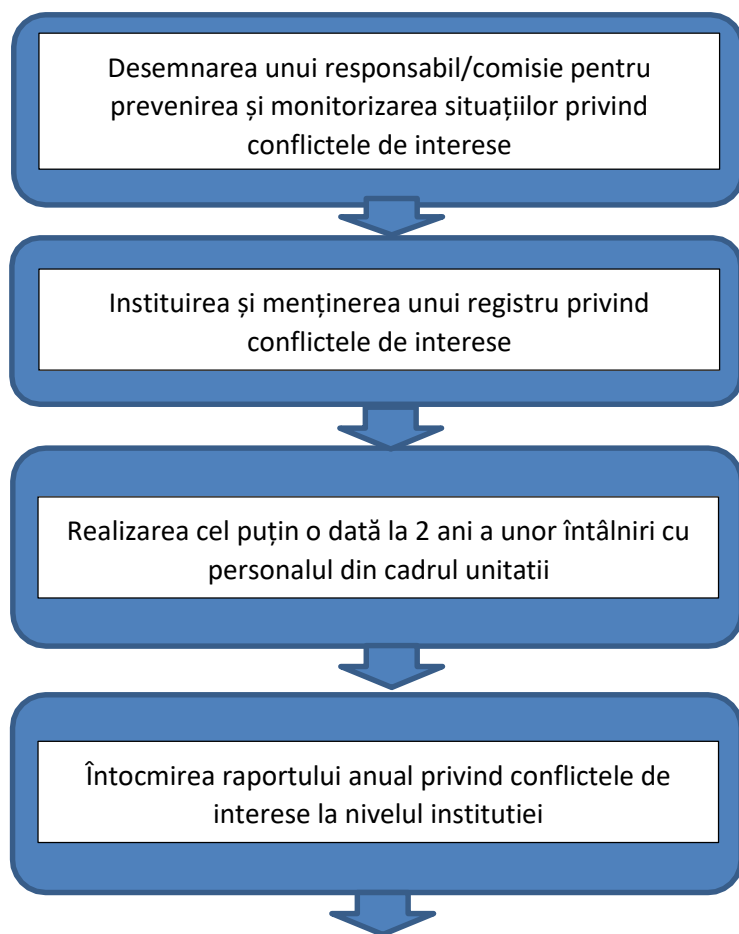 Desemnarea unui responsabil/comisie pentru
prevenirea și monitorizarea situațiilor privind
conflictele de interese
Instituirea și menținerea unui registru privind
conflictele de interese
Realizarea cel puțin o dată la 2 ani a unor întâlniri cu
personalul din cadrul unitatii
Întocmirea raportului anual privind conflictele de
interese la nivelul institutiei